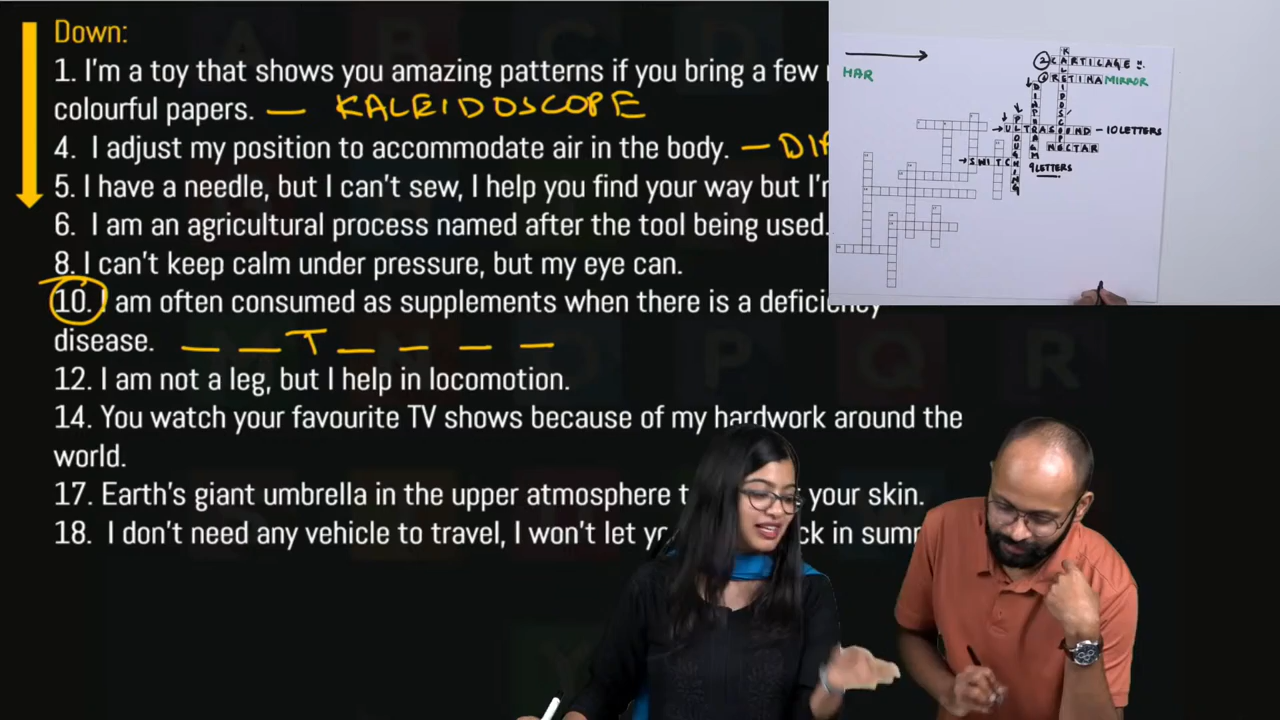 Down:
1. I'm a toy that shows you amazing patterns if you bring a few
colourful papers. — KALEIDOSCOPE
4. I adjust my position to accommodate air in the body. —
5. I have a needle, but I can't sew, I help you find your way but I'm
6. I am an agricultural process named after the tool being used.
8. I can't keep calm under pressure, but my eye can.
10. I am often consumed as supplements when there is a deficiency
disease. _ _ T _ _ _ _
12. I am not a leg, but I help in locomotion.
14. You watch your favourite TV shows because of my hardwork around the
world.
17. Earth's giant umbrella in the upper atmosphere your skin.
18. I don't need any vehicle to travel, I won't let
HAR
KALEIDOSCOPE
2 CARTILAGE
RETINA MIRROR
ULTRASOUND - 10 LETTERS
NECTAR
PLOUGHING
9 LETTERS